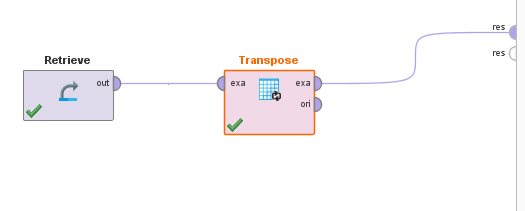 res
res
Retrieve
Transpose
out
exa
exa
ori